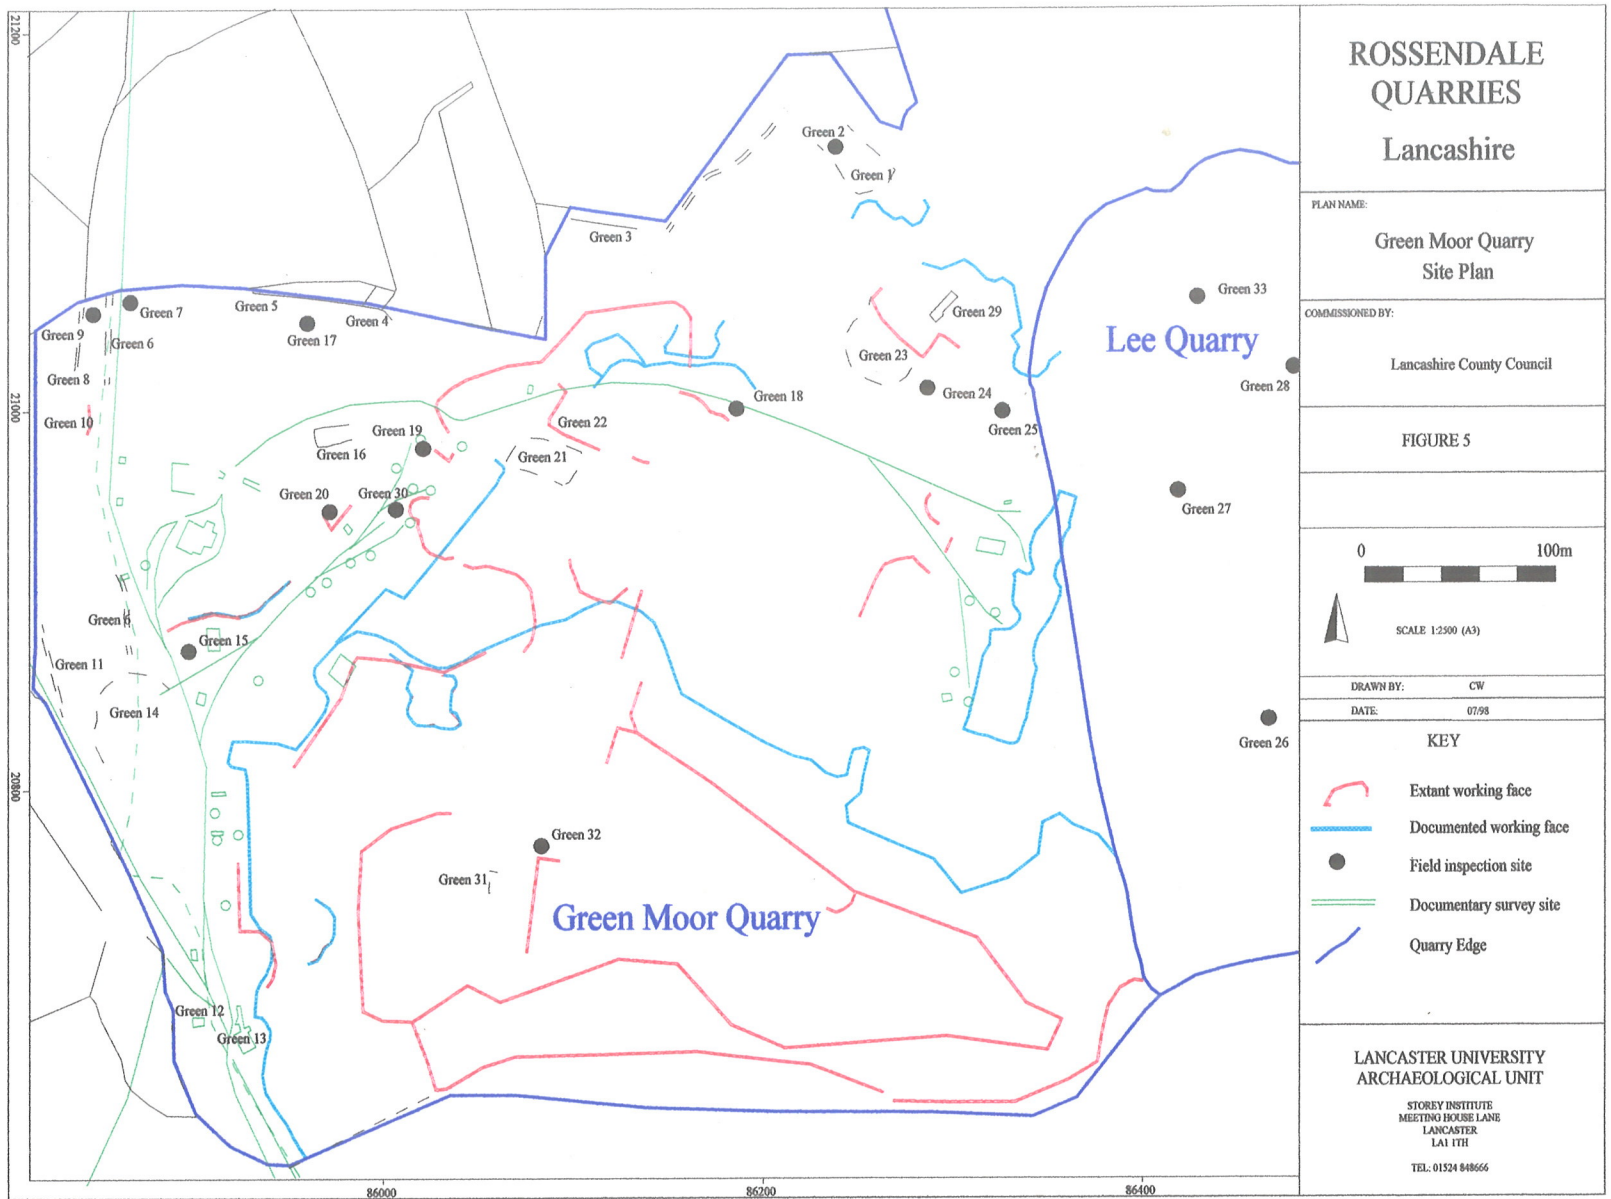 21200
21000
20800
86000
86200
86400
Green 2
Green 1
Green 3
Green 5
Green 4
Green 7
Green 9
Green 6
Green 17
Green 8
Green 10
Green 29
Green 23
Green 24
Green 25
Green 33
Lee Quarry
Green 28
Green 18
Green 22
Green 19
Green 16
Green 21
Green 20
Green 30
Green 27
Green 6
Green 15
Green 11
Green 14
Green 26
Green 32
Green 31
Green Moor Quarry
Green 12
Green 13
ROSSENDALE
QUARRIES
Lancashire
PLAN NAME:
Green Moor Quarry
Site Plan
COMMISSIONED BY:
Lancashire County Council
FIGURE 5
0 100m
SCALE 1:2500 (A3)
DRAWN BY: CW
DATE: 07/98
KEY
Extant working face
Documented working face
Field inspection site
Documentary survey site
Quarry Edge
LANCASTER UNIVERSITY
ARCHAEOLOGICAL UNIT
STOREY INSTITUTE
MEETING HOUSE LANE
LANCASTER
LA1 1TH
TEL: 01524 848666